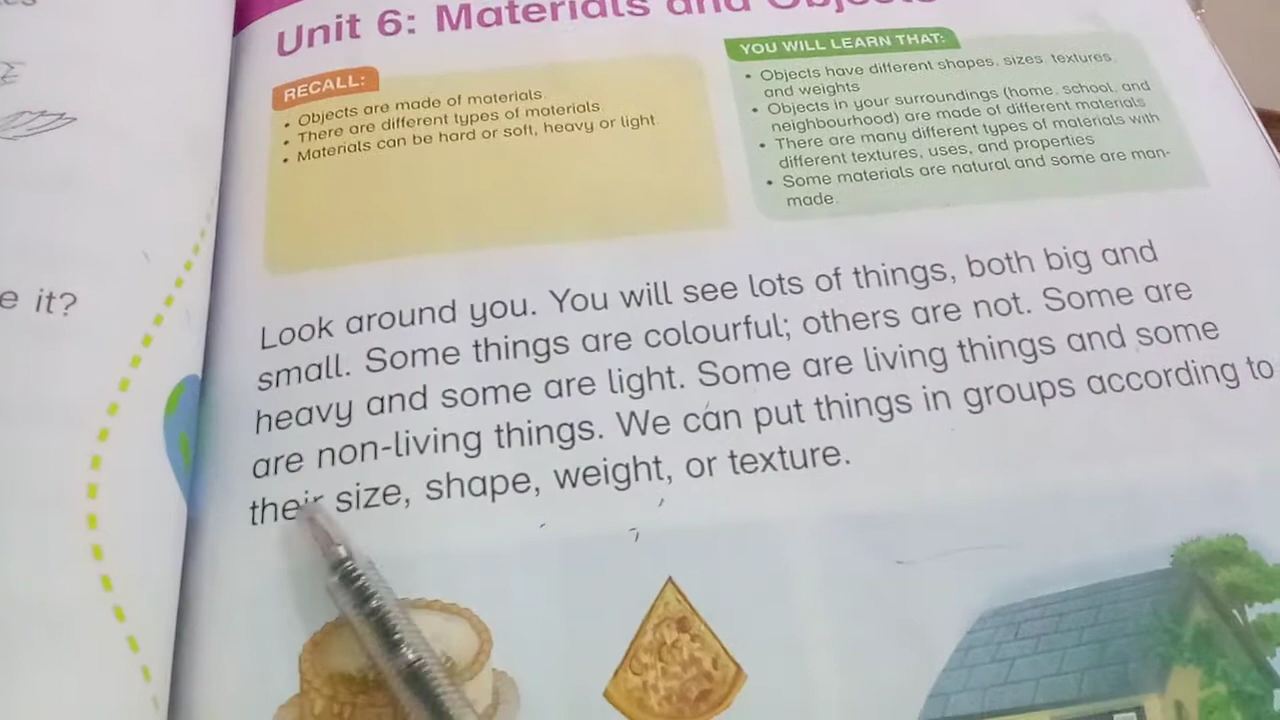 e it?
Unit 6: Materials and Objects
RECALL:
• Objects are made of materials.
• There are different types of materials
• Materials can be hard or soft, heavy or light.
YOU WILL LEARN THAT:
• Objects have different shapes, sizes, textures,
and weights
• Objects in your surroundings (home, school, and
neighbourhood) are made of different materials
• There are many different types of materials with
different textures, uses, and properties
• Some materials are natural and some are man-
made.
Look around you. You will see lots of things, both big and
small. Some things are colourful; others are not. Some are
heavy and some are light. Some are living things and some
are non-living things. We can put things in groups according to
their size, shape, weight, or texture.